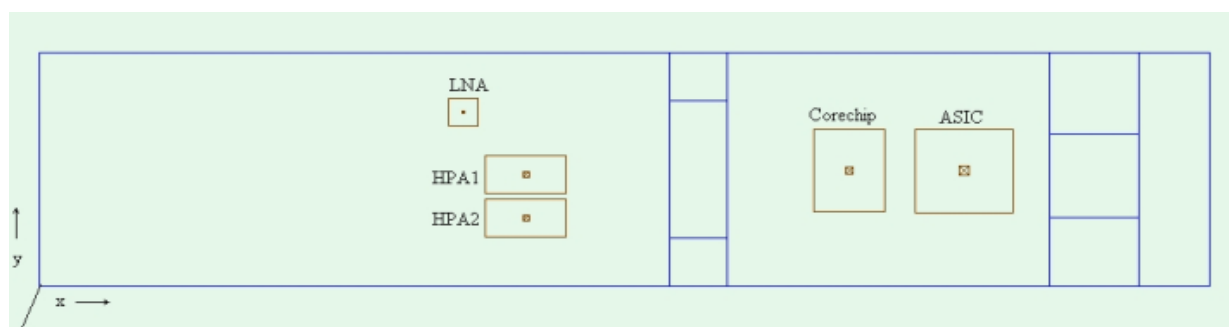 LNA
Corechip
ASIC
HPA1
HPA2
y
x